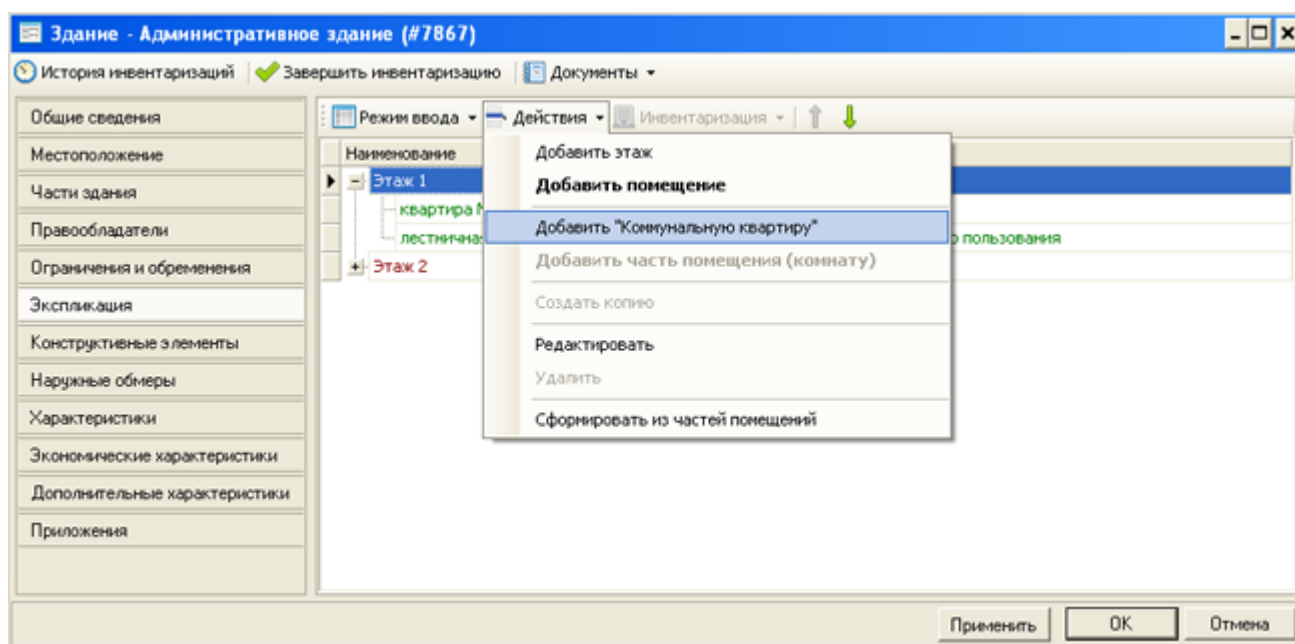 Здание - Административное здание (#7867)
История инвентаризаций Завершить инвентаризацию Документы
Общие сведения
Местоположение
Части здания
Правообладатели
Ограничения и обременения
Экспликация
Конструктивные элементы
Наружные обмеры
Характеристики
Экономические характеристики
Дополнительные характеристики
Приложения
Режим ввода Действия Инвентаризация
Наименование
Этаж 1
квартира
лестничная
о пользования
Этаж 2
Добавить этаж
Добавить помещение
Добавить "Коммунальную квартиру"
Добавить часть помещения (комнату)
Создать копию
Редактировать
Удалить
Сформировать из частей помещений
Применить OK Отмена